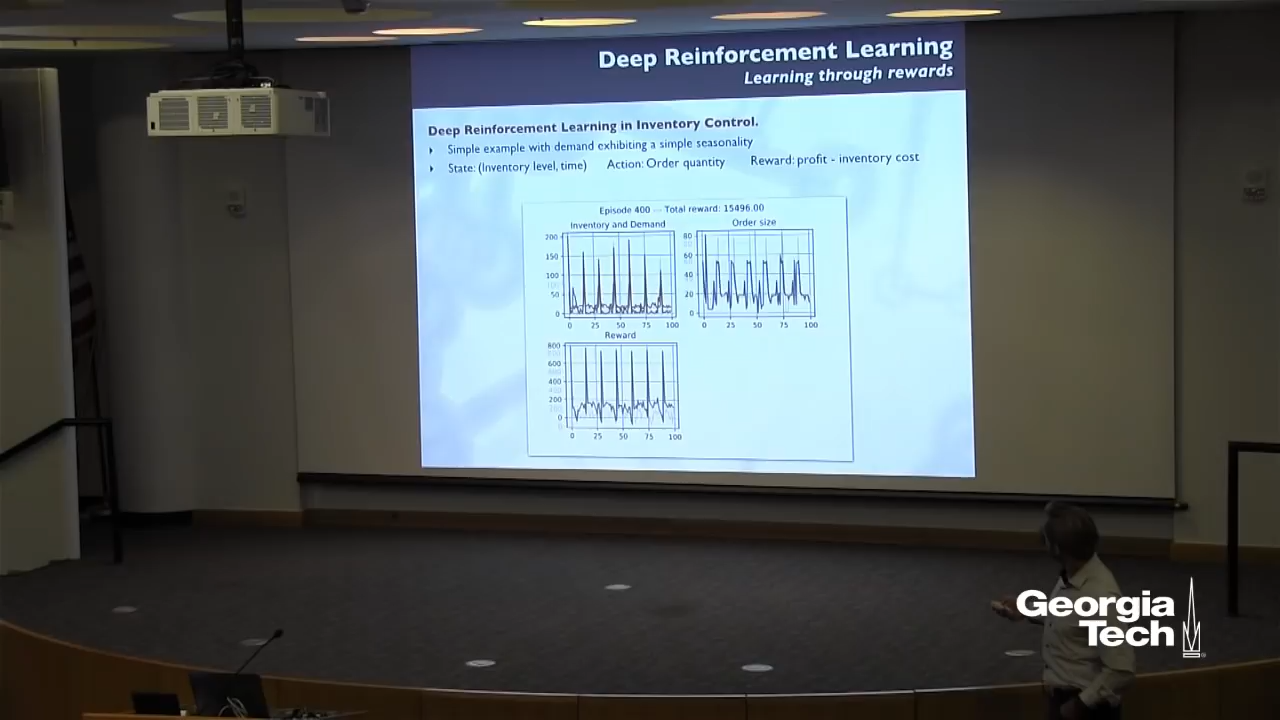 Deep Reinforcement Learning
Learning through rewards
Deep Reinforcement Learning in Inventory Control.
Simple example with demand exhibiting a simple seasonality
State: (Inventory level, time) Action: Order quantity Reward: profit - inventory cost
Episode 400 --- Total reward: 15496.00
Inventory and Demand
200
150
100
50
0
0 25 50 75 100
Order size
80
60
40
20
0
0 25 50 75 100
Reward
800
600
400
200
0
0 25 50 75 100
Georgia
Tech